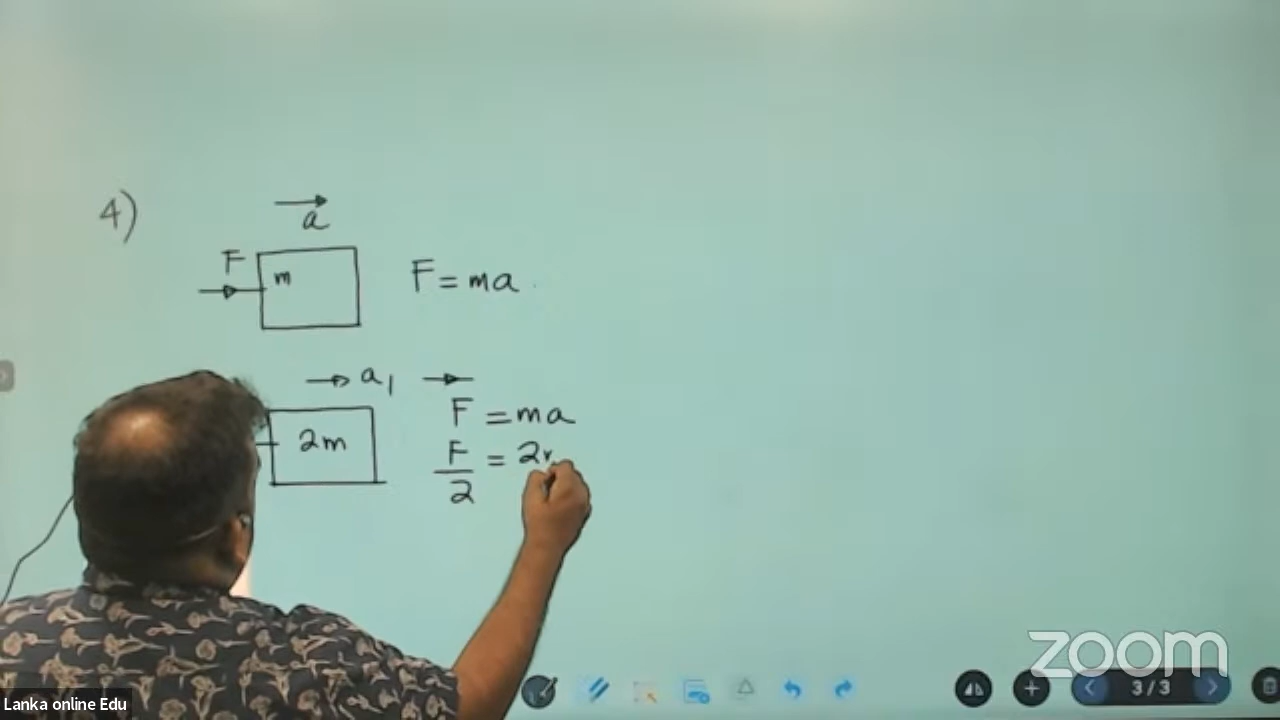 4)
a
F
m
F = ma
a₁
2m
F = ma
F/2 = 2
zoom
3/3
Lanka online Edu